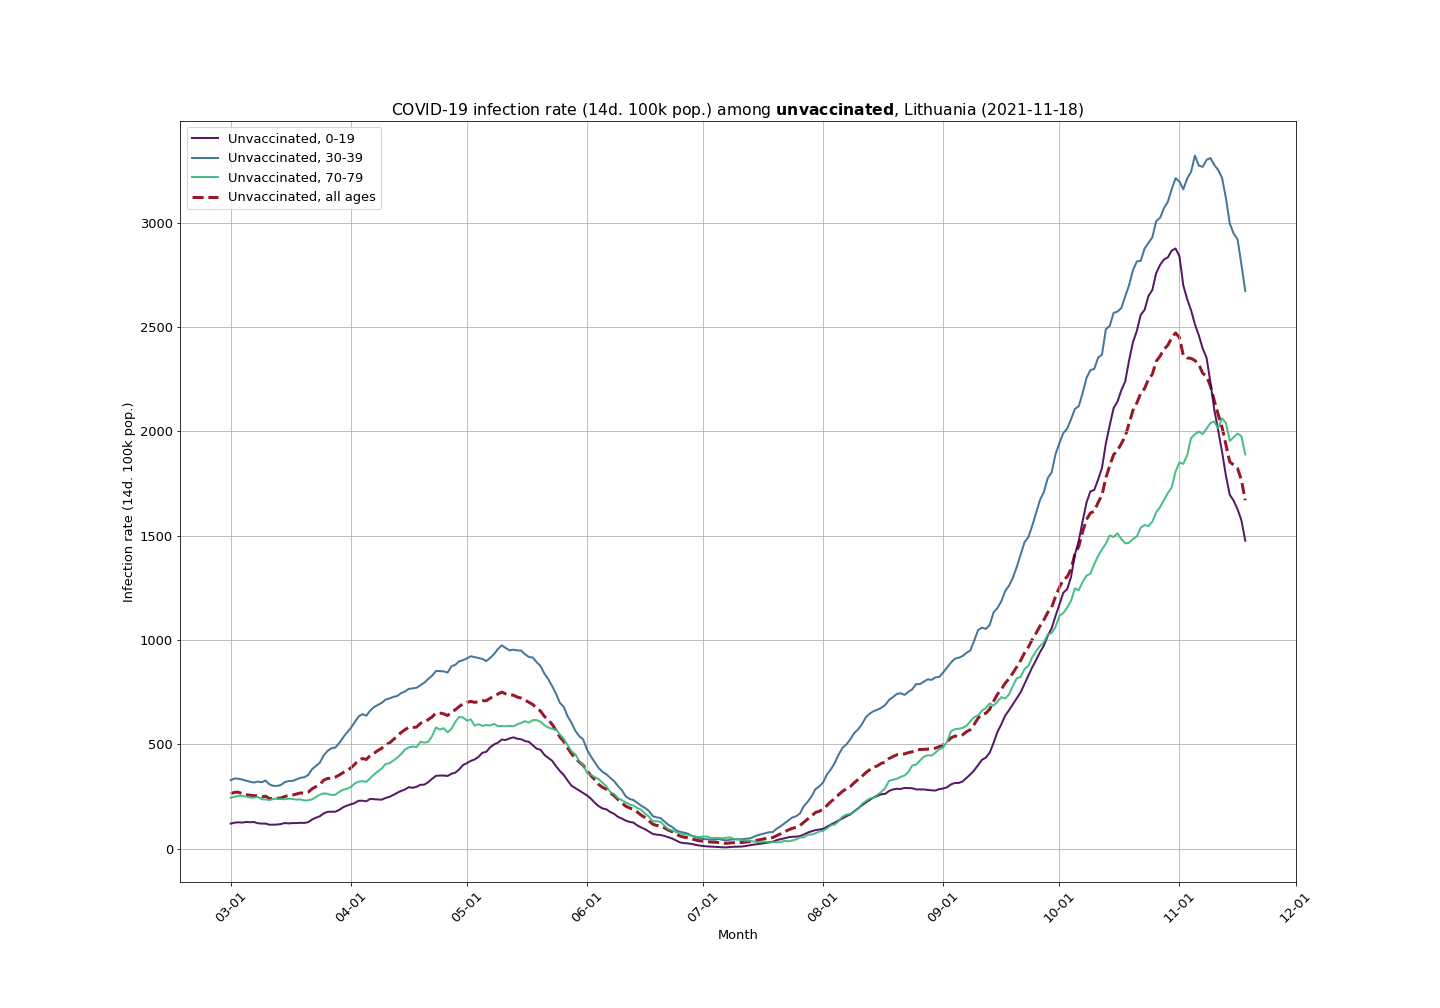 COVID-19 infection rate (14d. 100k pop.) among unvaccinated, Lithuania (2021-11-18)
Unvaccinated, 0-19
Unvaccinated, 30-39
Unvaccinated, 70-79
Unvaccinated, all ages
3000
2500
2000
1500
1000
500
0
Infection rate (14d. 100k pop.)
03-01
04-01
05-01
06-01
07-01
08-01
09-01
10-01
11-01
12-01
Month